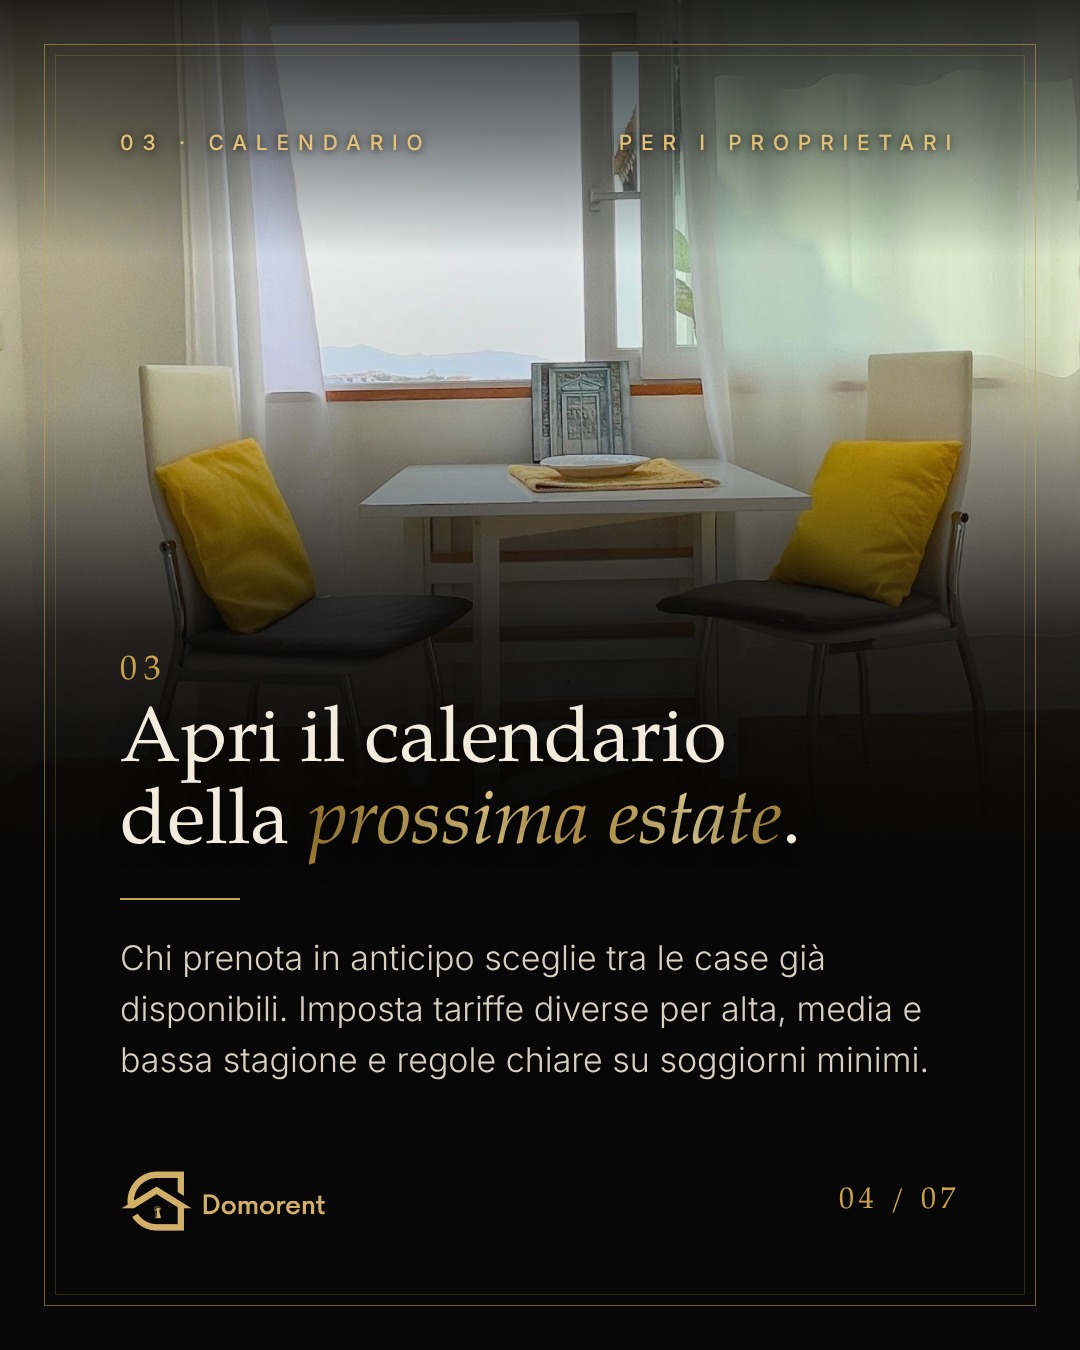 03 · CALENDARIO
PER I PROPRIETARI
03
Apri il calendario
della prossima estate.
Chi prenota in anticipo sceglie tra le case già
disponibili. Imposta tariffe diverse per alta, media e
bassa stagione e regole chiare su soggiorni minimi.
Domorent
04 / 07